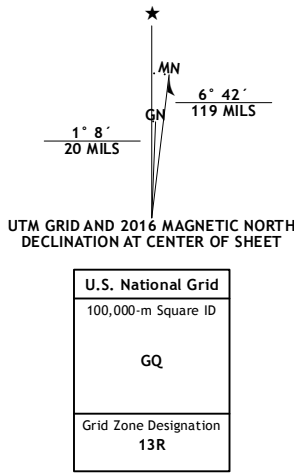 ★
MN
6° 42´
119 MILS
GN
1° 8´
20 MILS
UTM GRID AND 2016 MAGNETIC NORTH
DECLINATION AT CENTER OF SHEET
U.S. National Grid
100,000-m Square ID
GQ
Grid Zone Designation
13R